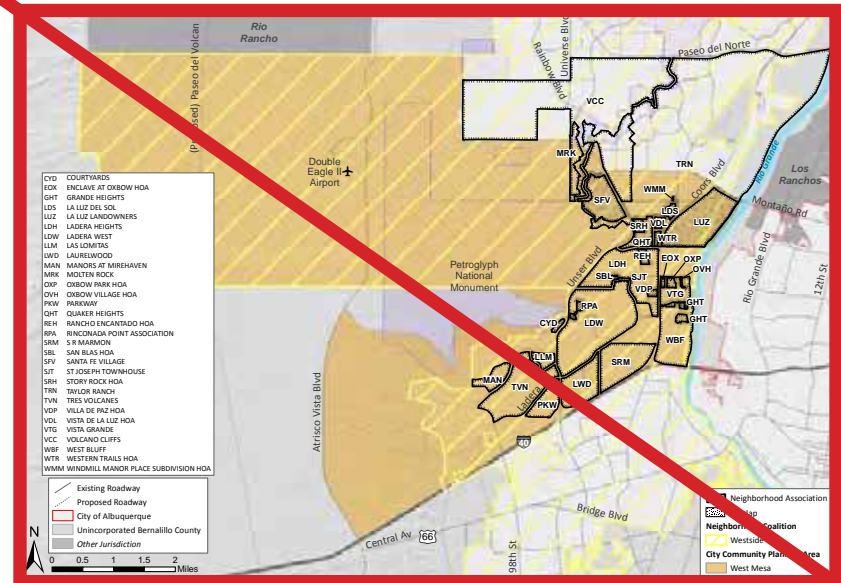 Rio
Rancho
(Proposed) Paseo del Volcan
Rainbow Blvd
Universe Blvd
Paseo del Norte
VCC
Double
Eagle II
Airport
MRK
TRN
Coors Blvd
Rio Grande
Los
Ranchos
Montaño Rd
SFV
WMM
LDS
LUZ
SRH
VDL
WTR
QHT
Unser Blvd
REH
EOX
OXP
OVH
LDH
SBL
SJT
VDP
VTG
GHT
GHT
Rio Grande Blvd
12th St
Petroglyph
National
Monument
RPA
CYD
LDW
WBF
LLM
SRM
MAN
TVN
LWD
Ladera
PKW
Atrisco Vista Blvd
40
Central Av
66
98th St
Bridge Blvd
CYD COURTYARDS
EOX ENCLAVE AT OXBOW HOA
GHT GRANDE HEIGHTS
LDS LA LUZ DEL SOL
LUZ LA LUZ LANDOWNERS
LDH LADERA HEIGHTS
LDW LADERA WEST
LLM LAS LOMITAS
LWD LAURELWOOD
MAN MANORS AT MIREHAVEN
MRK MOLTEN ROCK
OXP OXBOW PARK HOA
OVH OXBOW VILLAGE HOA
PKW PARKWAY
QHT QUAKER HEIGHTS
REH RANCHO ENCANTADO HOA
RPA RINCONADA POINT ASSOCIATION
SRM S R MARMON
SBL SAN BLAS HOA
SFV SANTA FE VILLAGE
SJT ST JOSEPH TOWNHOUSE
SRH STORY ROCK HOA
TRN TAYLOR RANCH
TVN TRES VOLCANES
VDP VILLA DE PAZ HOA
VDL VISTA DE LA LUZ HOA
VTG VISTA GRANDE
VCC VOLCANO CLIFFS
WBF WEST BLUFF
WTR WESTERN TRAILS HOA
WMM WINDMILL MANOR PLACE SUBDIVISION HOA
Existing Roadway
Proposed Roadway
City of Albuquerque
Unincorporated Bernalillo County
Other Jurisdiction
N
0 0.5 1 1.5 2
Miles
Neighborhood Association
Westside
City Community Area
West Mesa